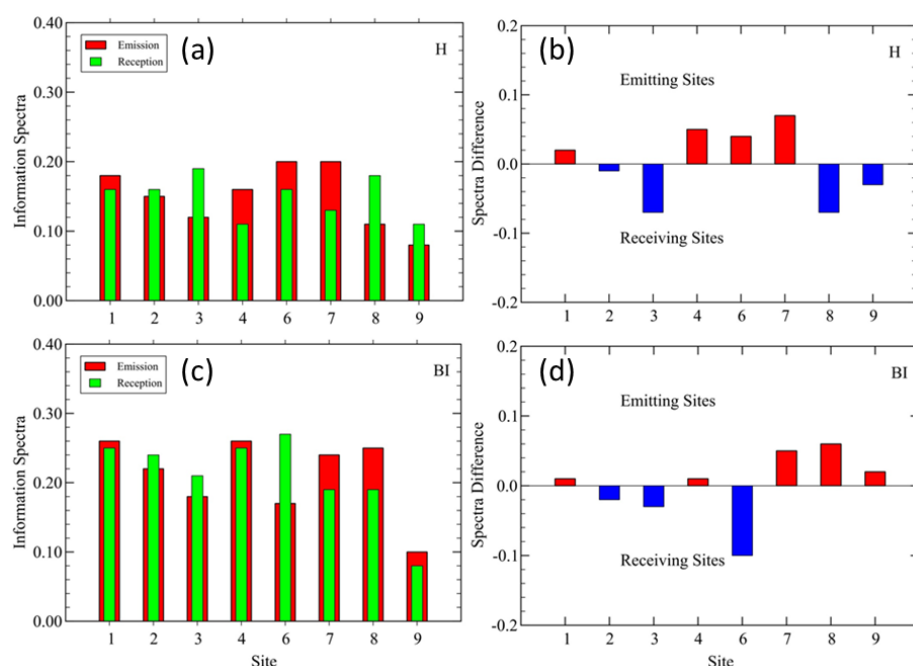 (a)
H
Emission
Reception
Information Spectra
0.40
0.30
0.20
0.10
0.00
1 2 3 4 6 7 8 9
(b)
H
Emitting Sites
Receiving Sites
Spectra Difference
0.2
0.1
0.0
-0.1
-0.2
1 2 3 4 6 7 8 9
(c)
BI
Emission
Reception
Information Spectra
0.40
0.30
0.20
0.10
0.00
1 2 3 4 6 7 8 9
Site
(d)
BI
Emitting Sites
Receiving Sites
Spectra Difference
0.2
0.1
0.0
-0.1
-0.2
1 2 3 4 6 7 8 9
Site